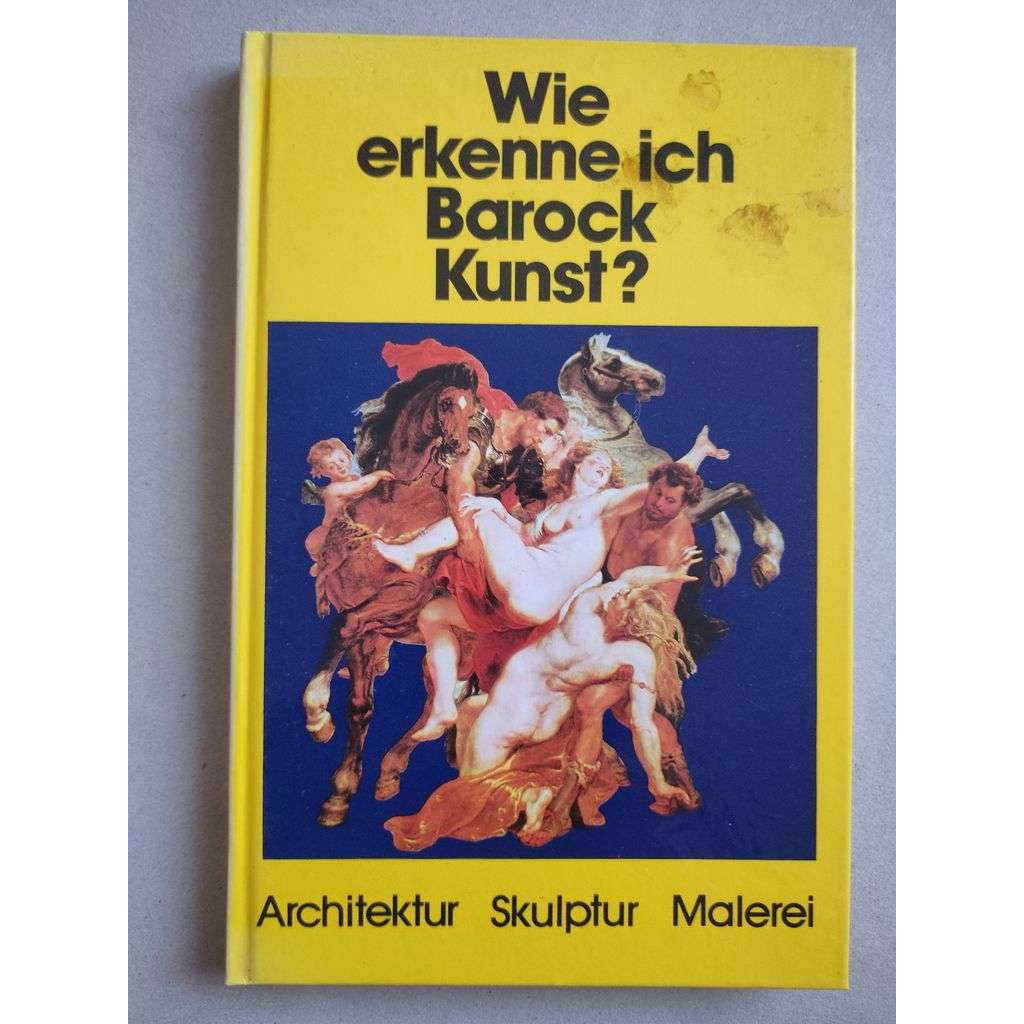 Wie
erkenne ich
Barock
Kunst?
Architektur Skulptur Malerei